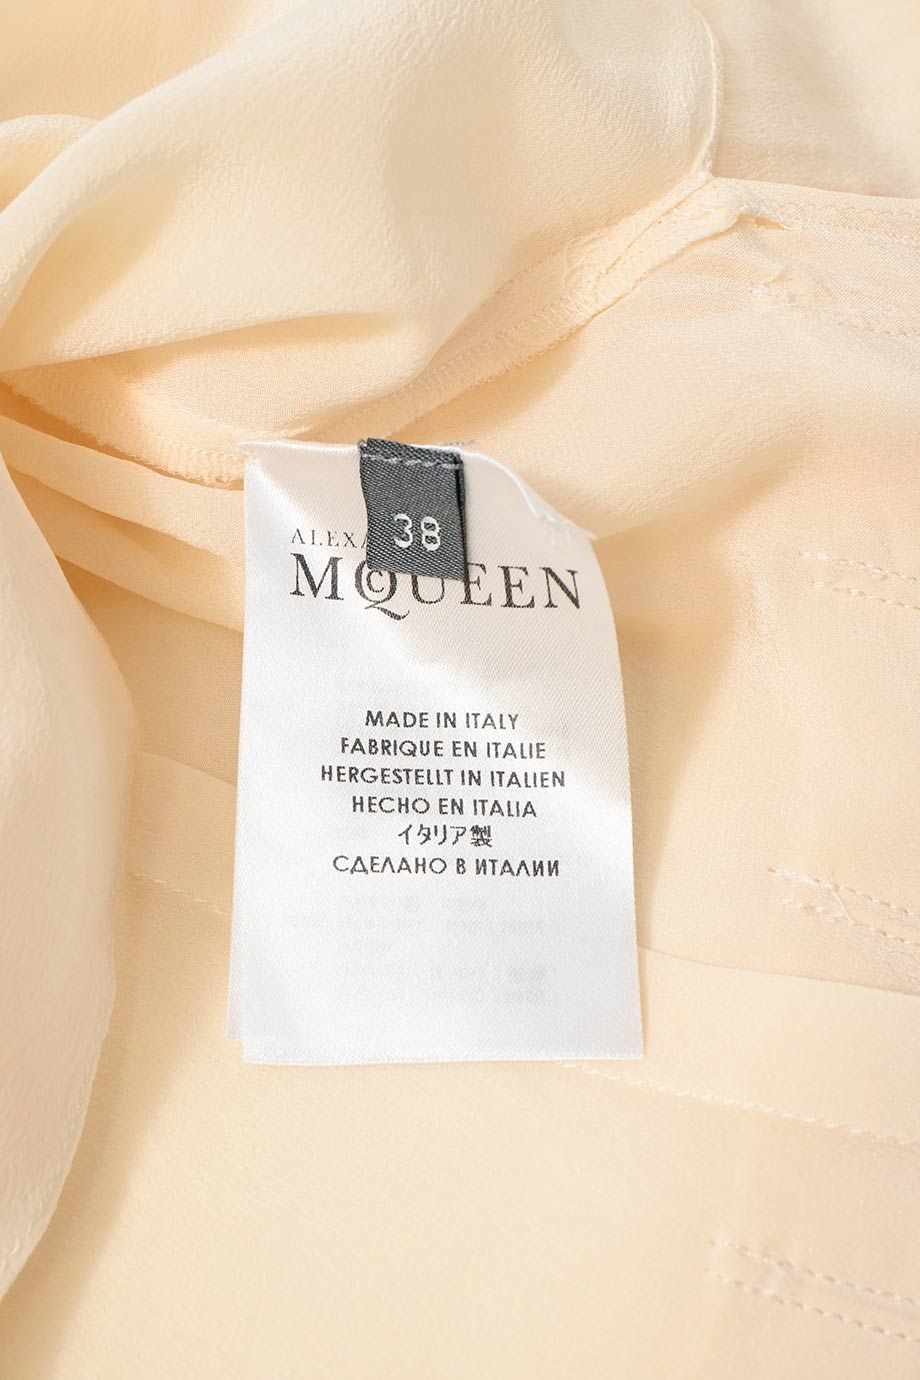 38
ALEXA
MCQUEEN
MADE IN ITALY
FABRIQUE EN ITALIE
HERGESTELLT IN ITALIEN
HECHO EN ITALIA
イタリア製
СДЕЛАНО В ИТАЛИИ